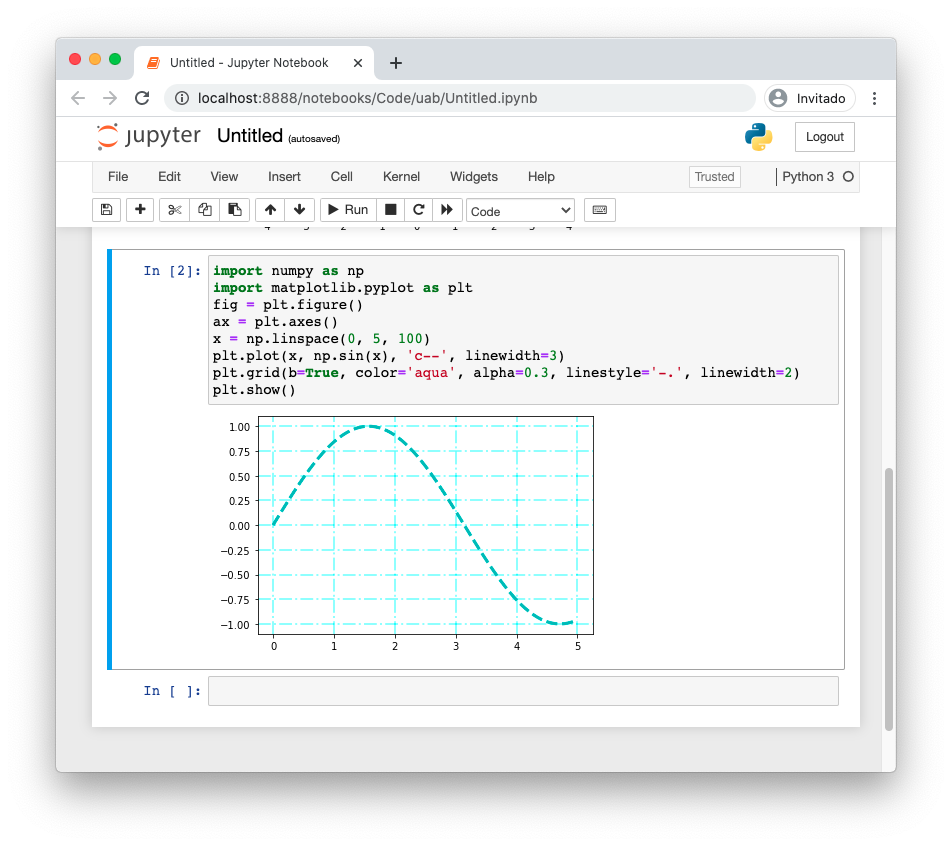 Untitled - Jupyter Notebook
localhost:8888/notebooks/Code/uab/Untitled.ipynb
Invitado
jupyter Untitled (autosaved)
Logout
File Edit View Insert Cell Kernel Widgets Help
Trusted
Python 3
Run
Code
In [2]:
import numpy as np
import matplotlib.pyplot as plt
fig = plt.figure()
ax = plt.axes()
x = np.linspace(0, 5, 100)
plt.plot(x, np.sin(x), 'c--', linewidth=3)
plt.grid(b=True, color='aqua', alpha=0.3, linestyle='-.', linewidth=2)
plt.show()
1.00
0.75
0.50
0.25
0.00
−0.25
−0.50
−0.75
−1.00
0 1 2 3 4 5
In [ ]: